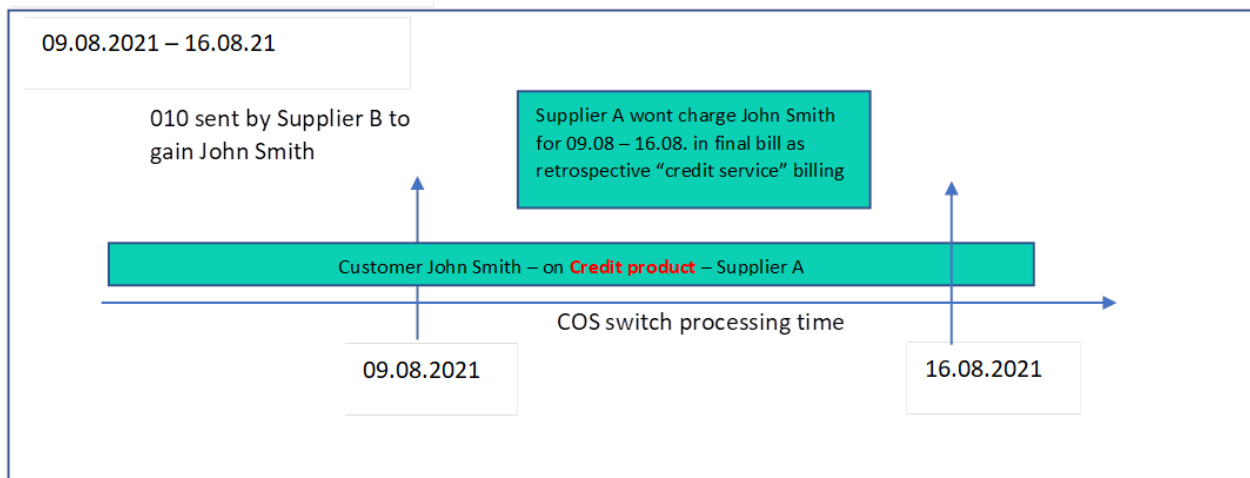 09.08.2021 – 16.08.21
010 sent by Supplier B to
gain John Smith
Supplier A wont charge John Smith
for 09.08 – 16.08. in final bill as
retrospective “credit service” billing
Customer John Smith – on Credit product – Supplier A
COS switch processing time
09.08.2021
16.08.2021